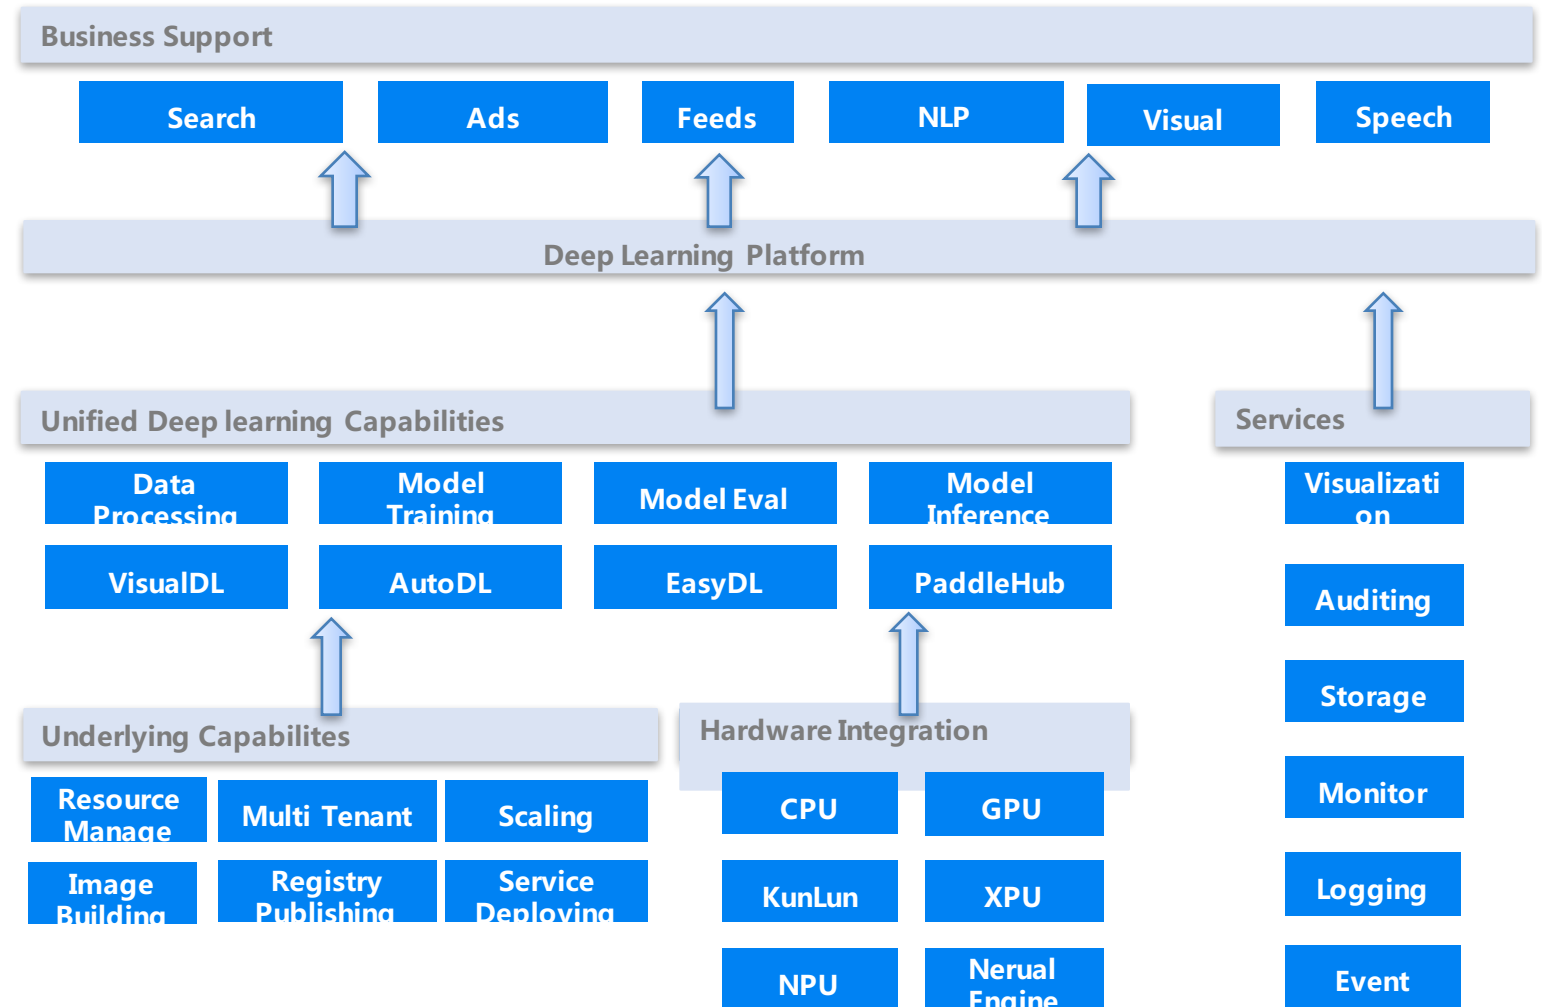 Business Support
Search
Ads
Feeds
NLP
Visual
Speech
Deep Learning Platform
Unified Deep learning Capabilities
Services
Data
Processing
Model
Training
Model Eval
Model
Inference
Visualizati
on
VisualDL
AutoDL
EasyDL
PaddleHub
Auditing
Storage
Underlying Capabilites
Hardware Integration
Resource
Manage
Multi Tenant
Scaling
CPU
GPU
Monitor
Image
Building
Registry
Publishing
Service
Deploying
KunLun
XPU
Logging
NPU
Nerual
Engine
Event